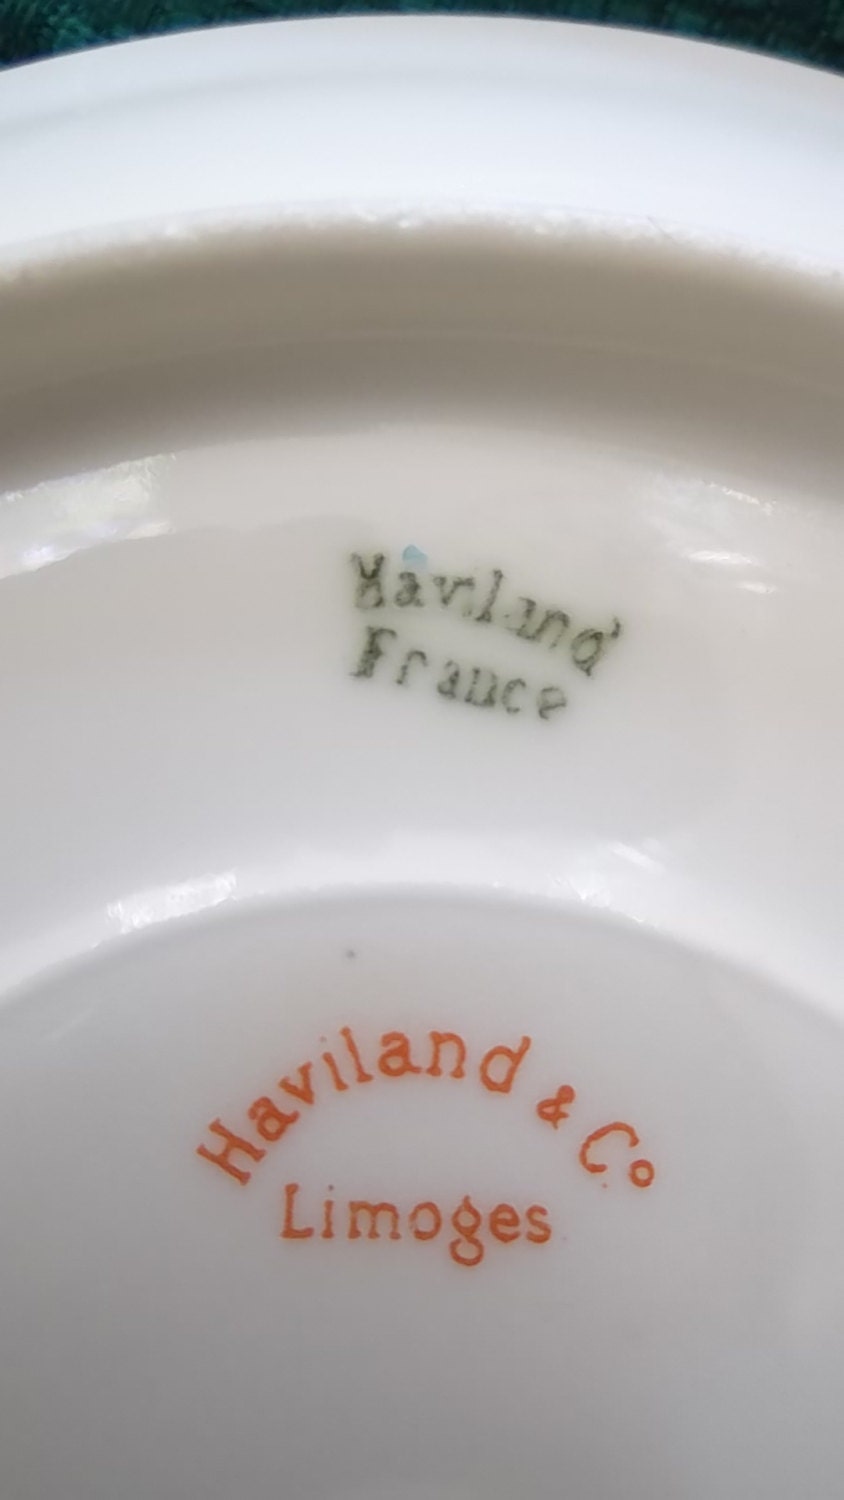 Haviland
France
Haviland & Co
Limoges